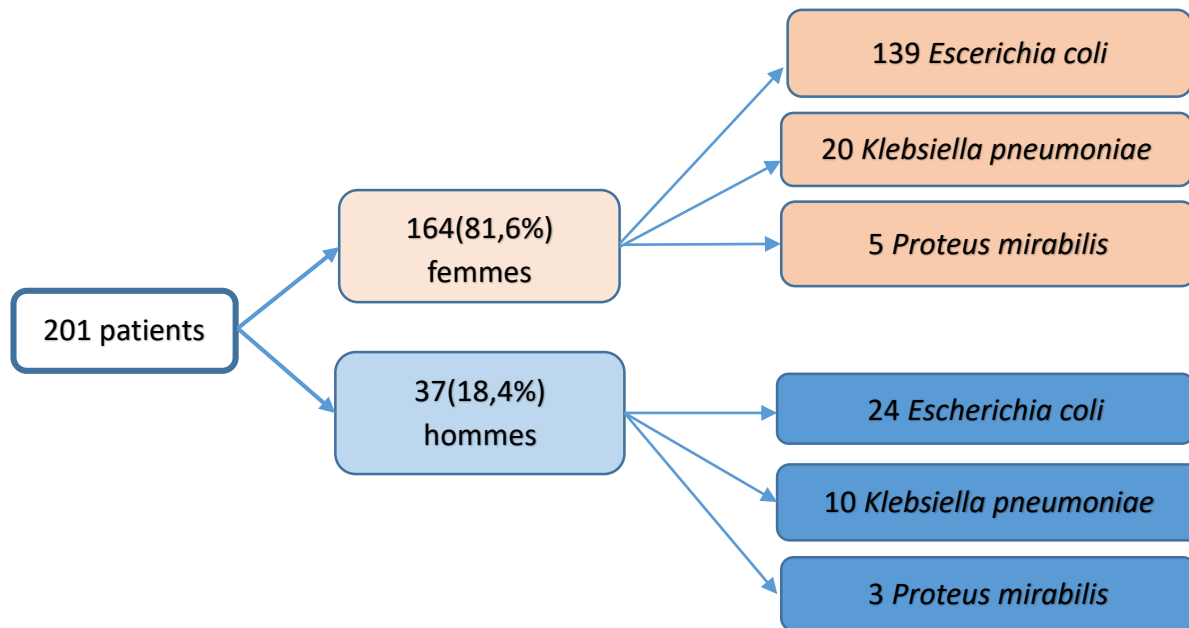 201 patients
164(81,6%)
femmes
139 Escerichia coli
20 Klebsiella pneumoniae
5 Proteus mirabilis
37(18,4%)
hommes
24 Escherichia coli
10 Klebsiella pneumoniae
3 Proteus mirabilis